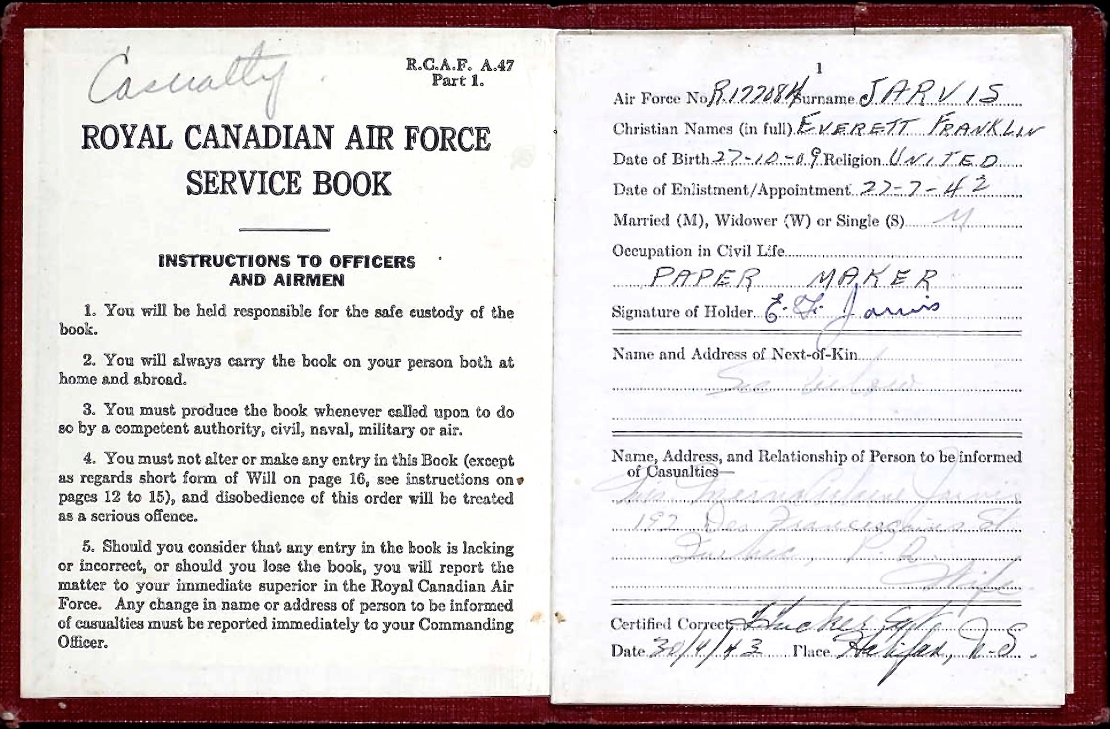 Casualty.
R.C.A.F. A.47
Part 1.
ROYAL CANADIAN AIR FORCE
SERVICE BOOK
INSTRUCTIONS TO OFFICERS
AND AIRMEN
1. You will be held responsible for the safe custody of the
book.
2. You will always carry the book on your person both at
home and abroad.
3. You must produce the book whenever called upon to do
so by a competent authority, civil, naval, military or air.
4. You must not alter or make any entry in this Book (except
as regards short form of Will on page 16, see instructions on
pages 12 to 15), and disobedience of this order will be treated
as a serious offence.
5. Should you consider that any entry in the book is lacking
or incorrect, or should you lose the book, you will report the
matter to your immediate superior in the Royal Canadian Air
Force. Any change in name or address of person to be informed
of casualties must be reported immediately to your Commanding
Officer.
1
Air Force No. R177084 Surname JARVIS
Christian Names (in full) EVERETT FRANKLIN
Date of Birth 27-10-09 Religion UNITED
Date of Enlistment/Appointment 27-7-42
Married (M), Widower (W) or Single (S) M
Occupation in Civil Life
PAPER MAKER
Signature of Holder E. F. Jarvis
Name and Address of Next-of-Kin
See below
Name, Address, and Relationship of Person to be informed
of Casualties—
Mrs Jarvis
192 Des Franciscains St
Quebec, P.Q.
Wife
Certified Correct
Date 30/4/43 Place Halifax, N.S.